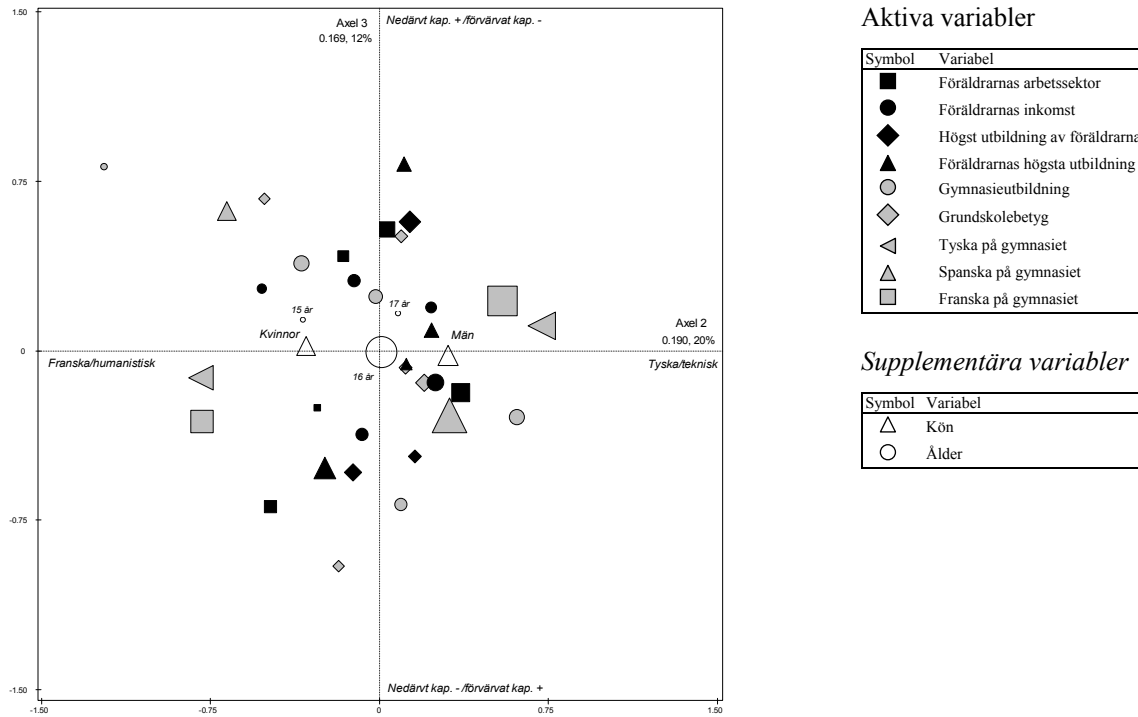 1.50
Axel 3
0.169, 12%
Nedärvt kap. + /förvärvat kap. -
0.75
15 år
17 år
Kvinnor
Män
Axel 2
0.190, 20%
0
Franska/humanistisk
Tyska/teknisk
16 år
-0.75
-1.50
Nedärvt kap. - /förvärvat kap. +
-1.50
-0.75
0
0.75
1.50
Aktiva variabler
Symbol Variabel
Föräldrarnas arbetssektor
Föräldrarnas inkomst
Högst utbildning av föräldrarna
Föräldrarnas högsta utbildning
Gymnasieutbildning
Grundskolebetyg
Tyska på gymnasiet
Spanska på gymnasiet
Franska på gymnasiet
Supplementära variabler
Symbol Variabel
Kön
Ålder